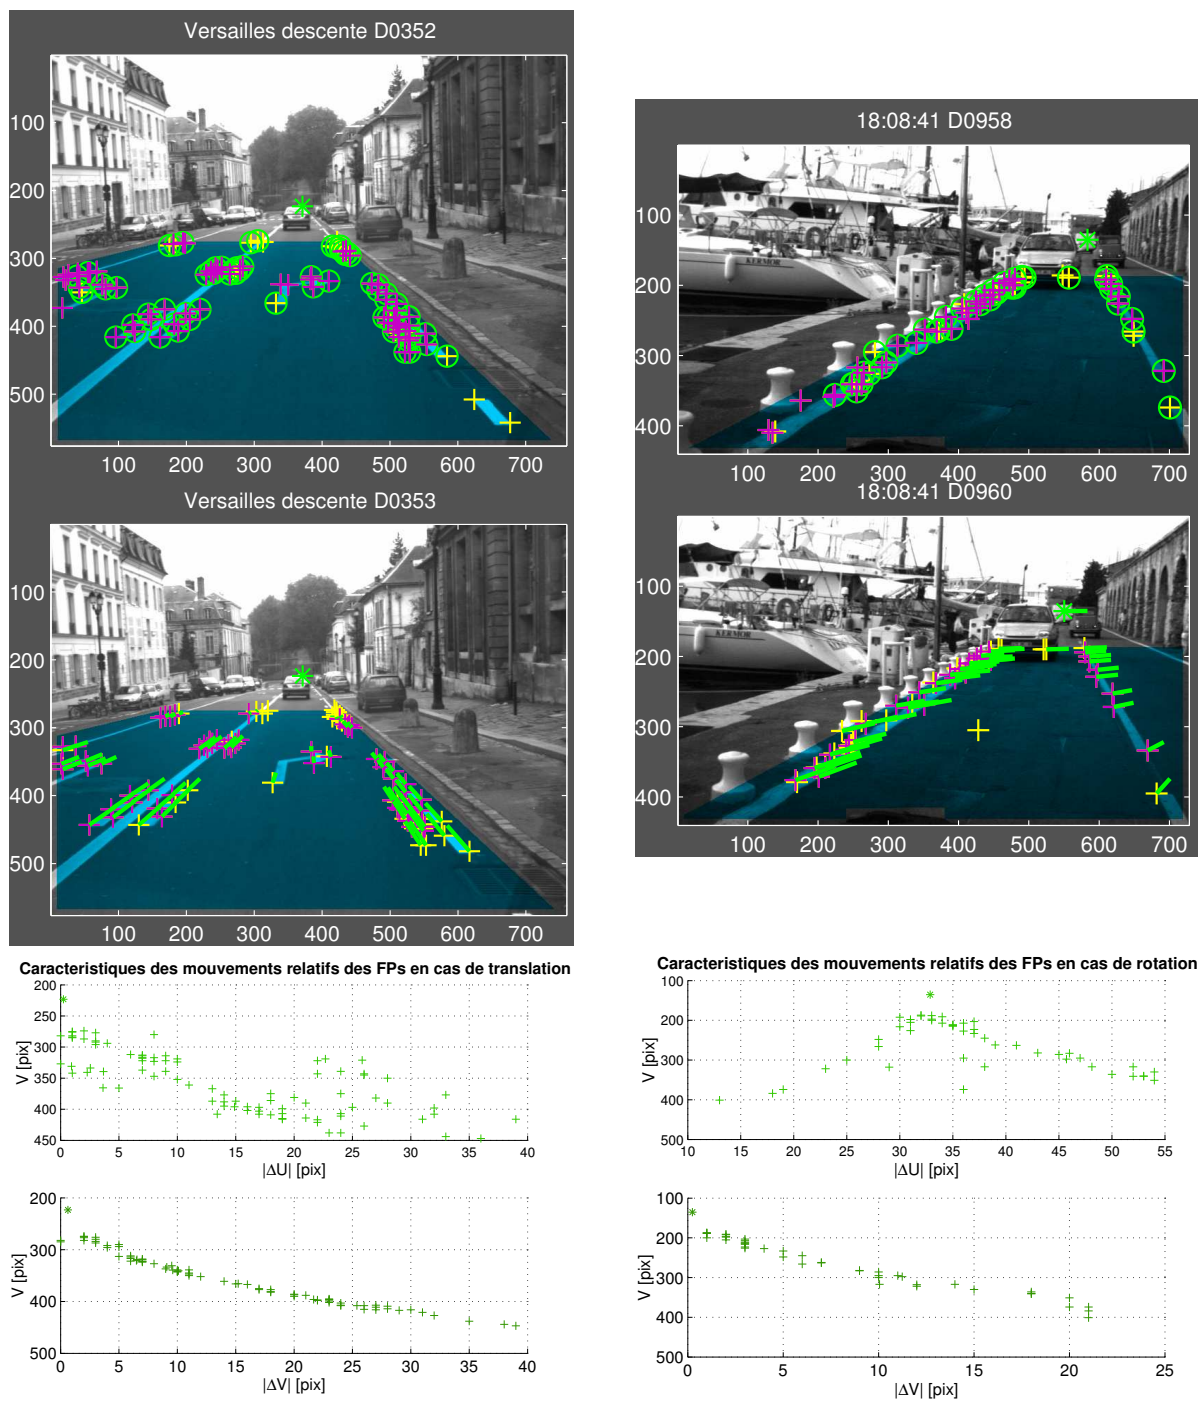 Versailles descente D0352
100
200
300
400
500
100 200 300 400 500 600 700
Versailles descente D0353
100
200
300
400
500
100 200 300 400 500 600 700
18:08:41 D0958
KERMOR
100
200
300
400
100 200 300 400 500 600 700
18:08:41 D0960
KERMOR
100
200
300
400
100 200 300 400 500 600 700
Caracteristiques des mouvements relatifs des FPs en cas de translation
200
250
300
350
400
450
V [pix]
0 5 10 15 20 25 30 35 40
|ΔU| [pix]
200
300
400
500
V [pix]
0 5 10 15 20 25 30 35 40
|ΔV| [pix]
Caracteristiques des mouvements relatifs des FPs en cas de rotation
100
200
300
400
500
V [pix]
10 15 20 25 30 35 40 45 50 55
|ΔU| [pix]
100
200
300
400
500
V [pix]
0 5 10 15 20 25
|ΔV| [pix]